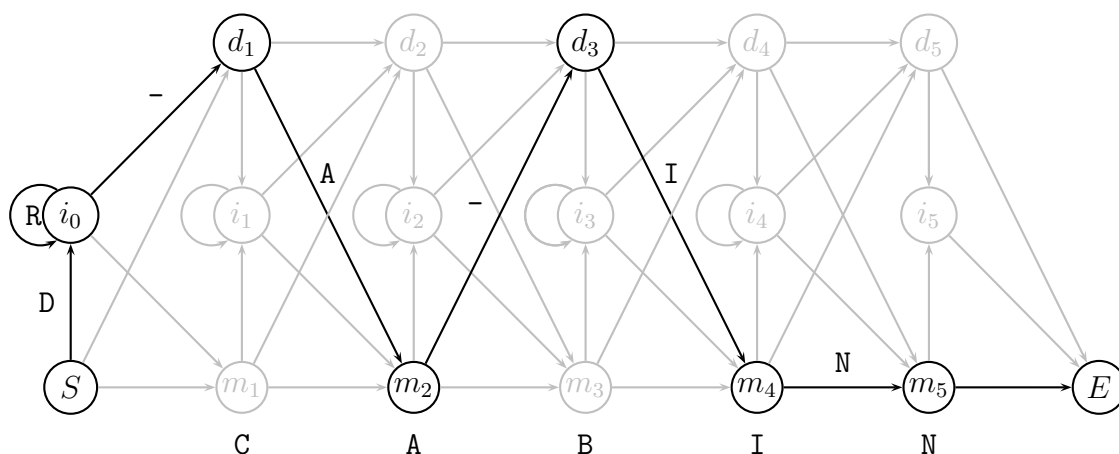 d₁ d₂ d₃ d₄ d₅
-
A - I
R i₀ i₁ i₂ i₃ i₄ i₅
D
N
S m₁ m₂ m₃ m₄ m₅ E
C A B I N